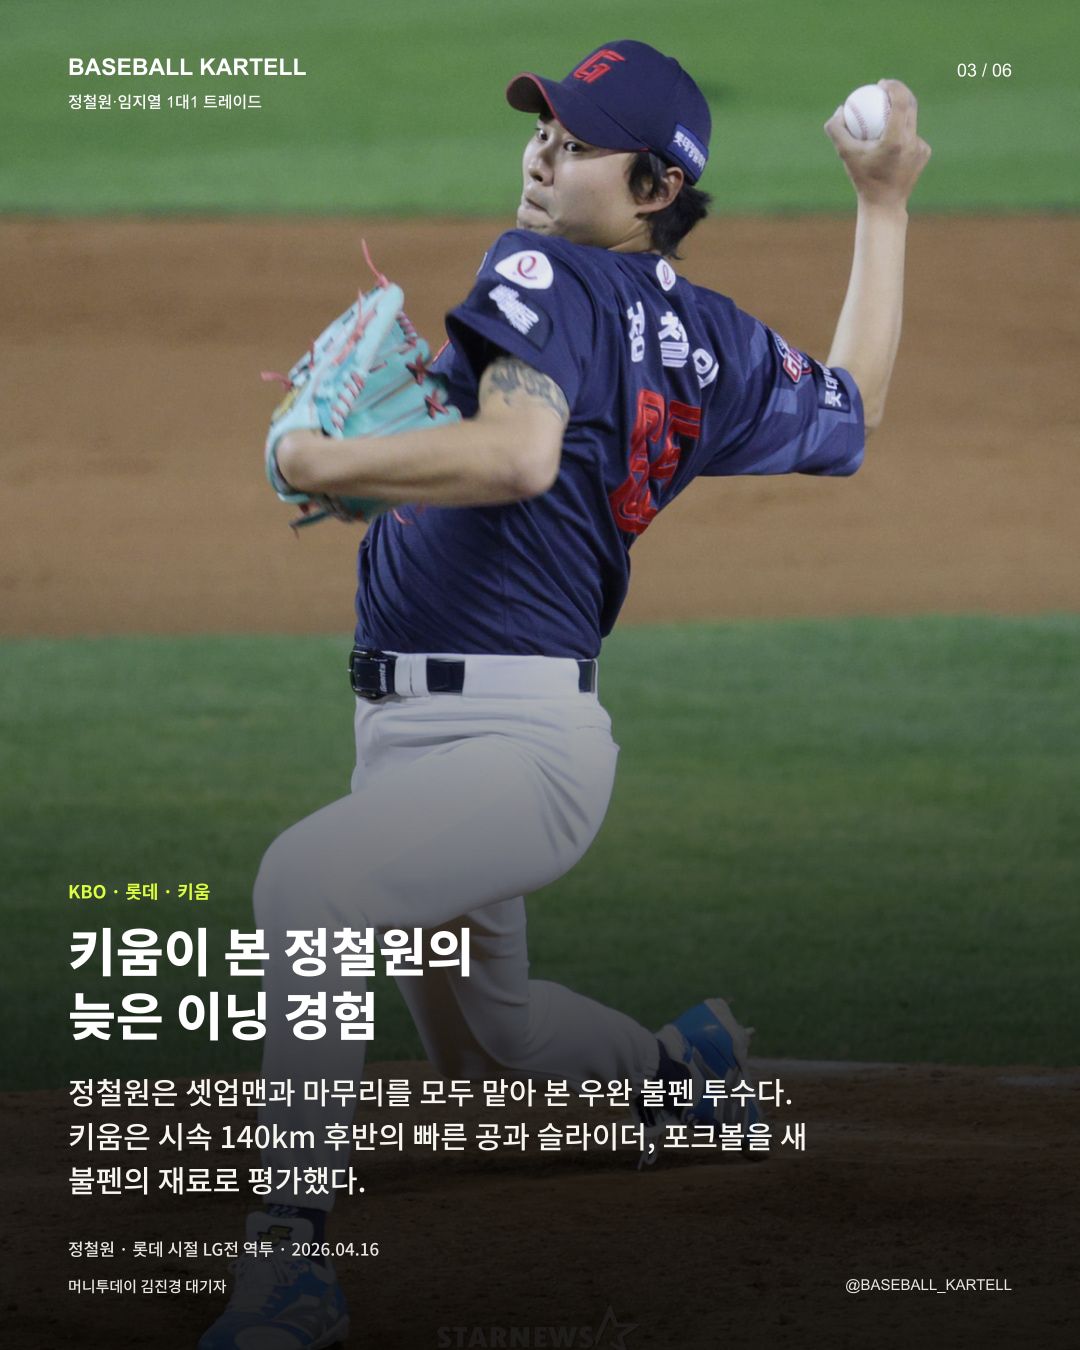 BASEBALL KARTELL
03 / 06
정철원·임지열 1대1 트레이드
G
정철원
65
Giants
KBO · 롯데 · 키움
키움이 본 정철원의
늦은 이닝 경험
정철원은 셋업맨과 마무리를 모두 맡아 본 우완 불펜 투수다.
키움은 시속 140km 후반의 빠른 공과 슬라이더, 포크볼을 새
불펜의 재료로 평가했다.
정철원 · 롯데 시절 LG전 역투 · 2026.04.16
머니투데이 김진경 대기자
@BASEBALL_KARTELL
STARNEWS